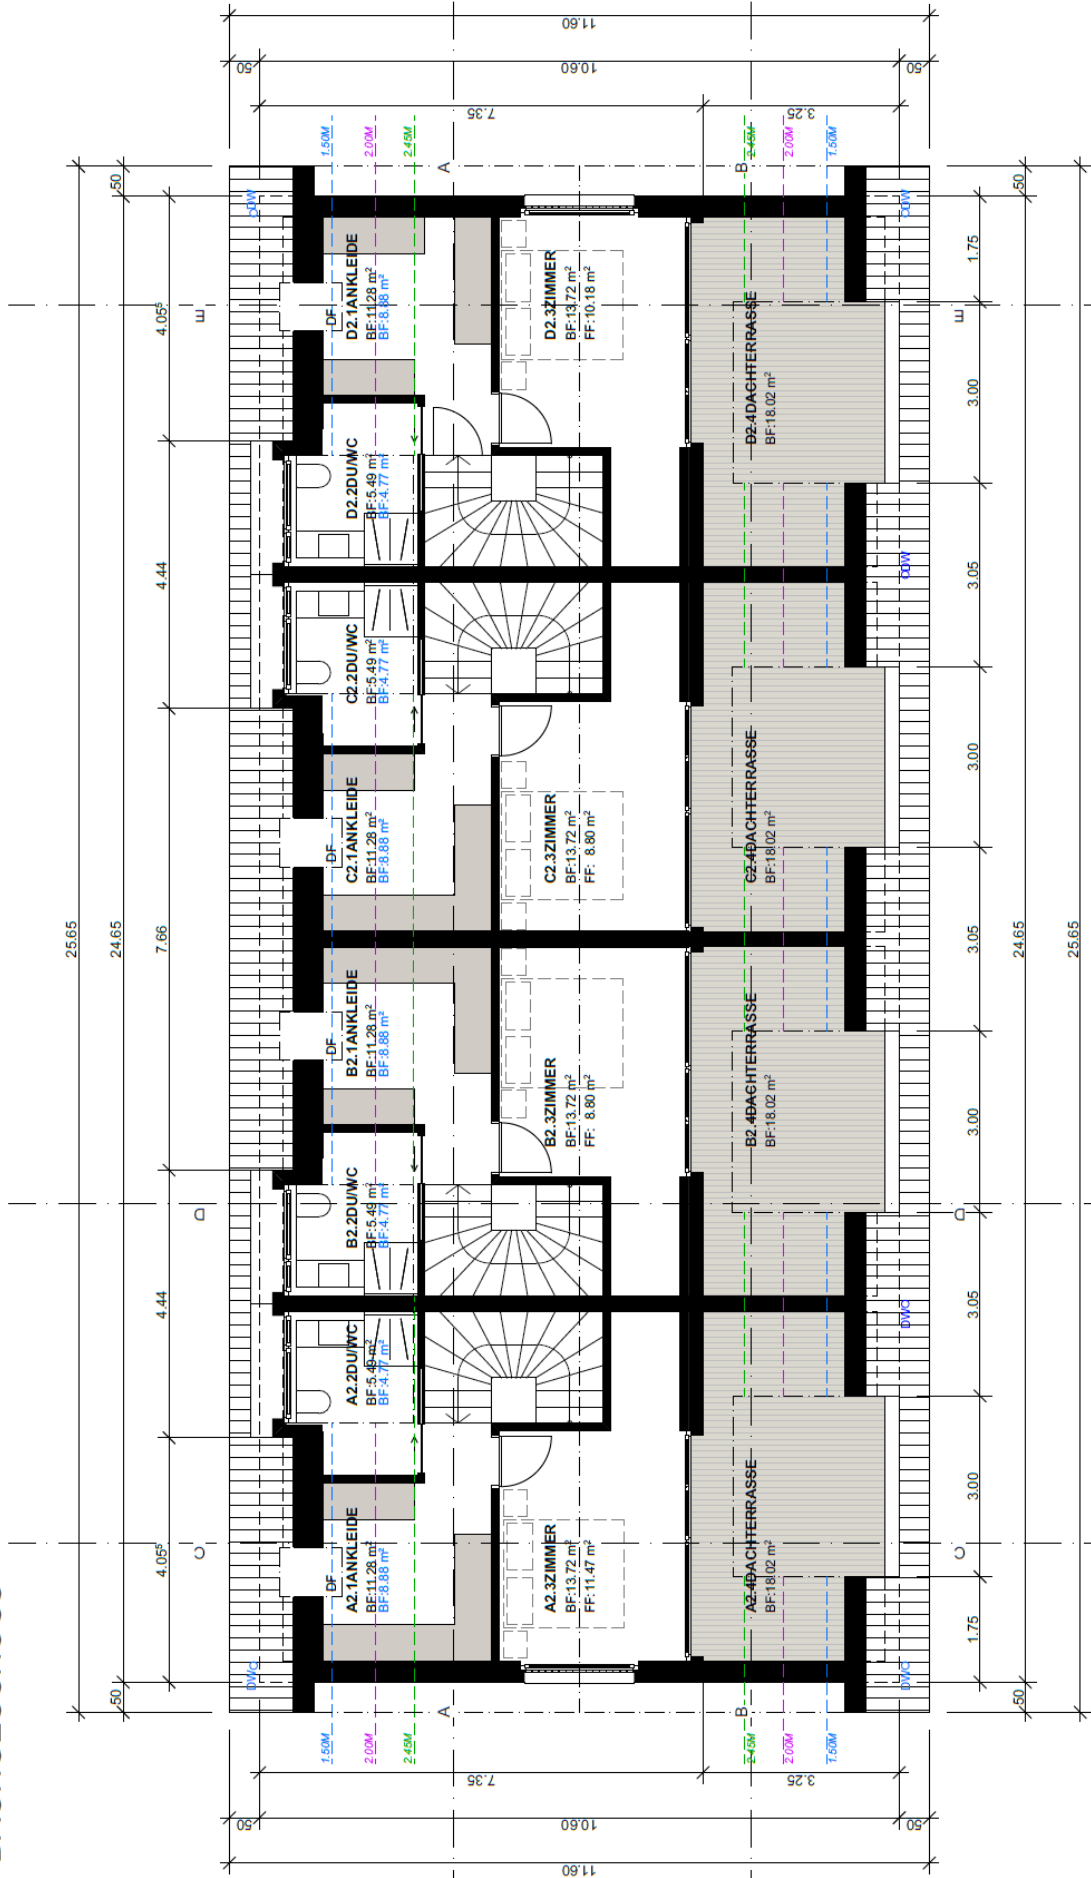 11.60
50
10.60
50
7.35
3.25
1.50M
2.00M
2.45M
A
B
2.45M
2.00M
1.50M
50
50
DWC
E
E
D2.1ANKLEIDE
BF:11.28 m²
BF:8.88 m²
DF
D2.2DU/WC
BF:5.49 m²
BF:4.77 m²
D2.3ZIMMER
BF:13.72 m²
FF:10.18 m²
D2.4DACHTERRASSE
BF:18.02 m²
C2.2DU/WC
BF:5.49 m²
BF:4.77 m²
C2.1ANKLEIDE
BF:11.28 m²
BF:8.88 m²
DF
C2.3ZIMMER
BF:13.72 m²
FF: 8.80 m²
C2.4DACHTERRASSE
BF:18.02 m²
B2.1ANKLEIDE
BF:11.28 m²
BF:8.88 m²
DF
B2.2DU/WC
BF:5.49 m²
BF:4.77 m²
B2.3ZIMMER
BF:13.72 m²
FF: 8.80 m²
B2.4DACHTERRASSE
BF:18.02 m²
A2.2DU/WC
BF:5.49 m²
BF:4.77 m²
A2.1ANKLEIDE
BF:11.28 m²
BF:8.88 m²
DF
A2.3ZIMMER
BF:13.72 m²
FF:11.47 m²
A2.4DACHTERRASSE
BF:18.02 m²
4.05⁵
4.44
7.66
4.44
4.05⁵
24.65
25.65
1.75
3.00
3.05
3.00
3.05
3.00
3.05
3.00
1.75
24.65
25.65
D
D
C
C
DWC
DWC
DWC
50
50
1.50M
2.00M
2.45M
A
B
2.45M
2.00M
1.50M
7.35
3.25
50
10.60
50
11.60